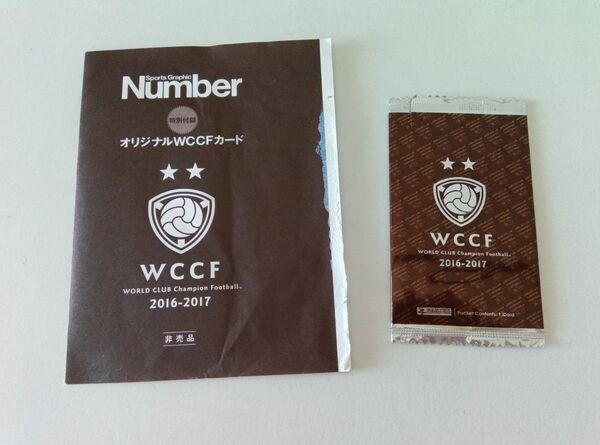 Sports Graphic
Number
特別付録
オリジナルWCCFカード
WCCF
WORLD CLUB Champion Football
2016-2017
非売品
WCCF
WORLD CLUB Champion Football
2016-2017
Packet Contents: 1 Card